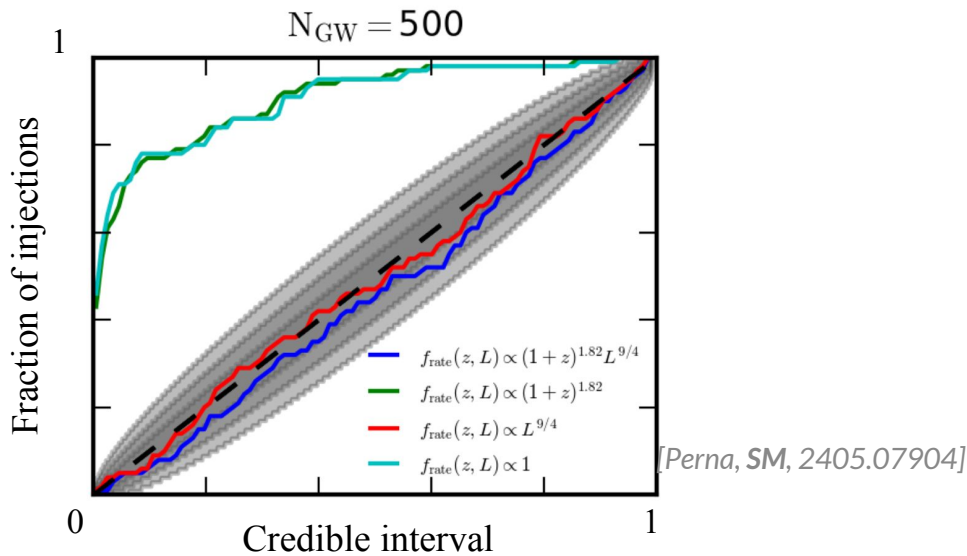 N_GW = 500
1
Fraction of injections
f_rate(z, L) ∝ (1 + z)^1.82 L^9/4
f_rate(z, L) ∝ (1 + z)^1.82
f_rate(z, L) ∝ L^9/4
f_rate(z, L) ∝ 1
[Perna, SM, 2405.07904]
0
1
Credible interval